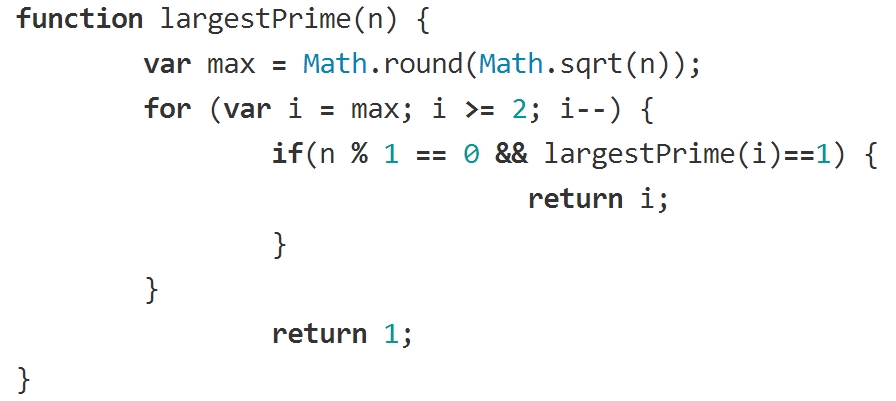 function largestPrime(n) {
var max = Math.round(Math.sqrt(n));
for (var i = max; i >= 2; i--) {
if(n % 1 == 0 && largestPrime(i)==1) {
return i;
}
}
return 1;
}